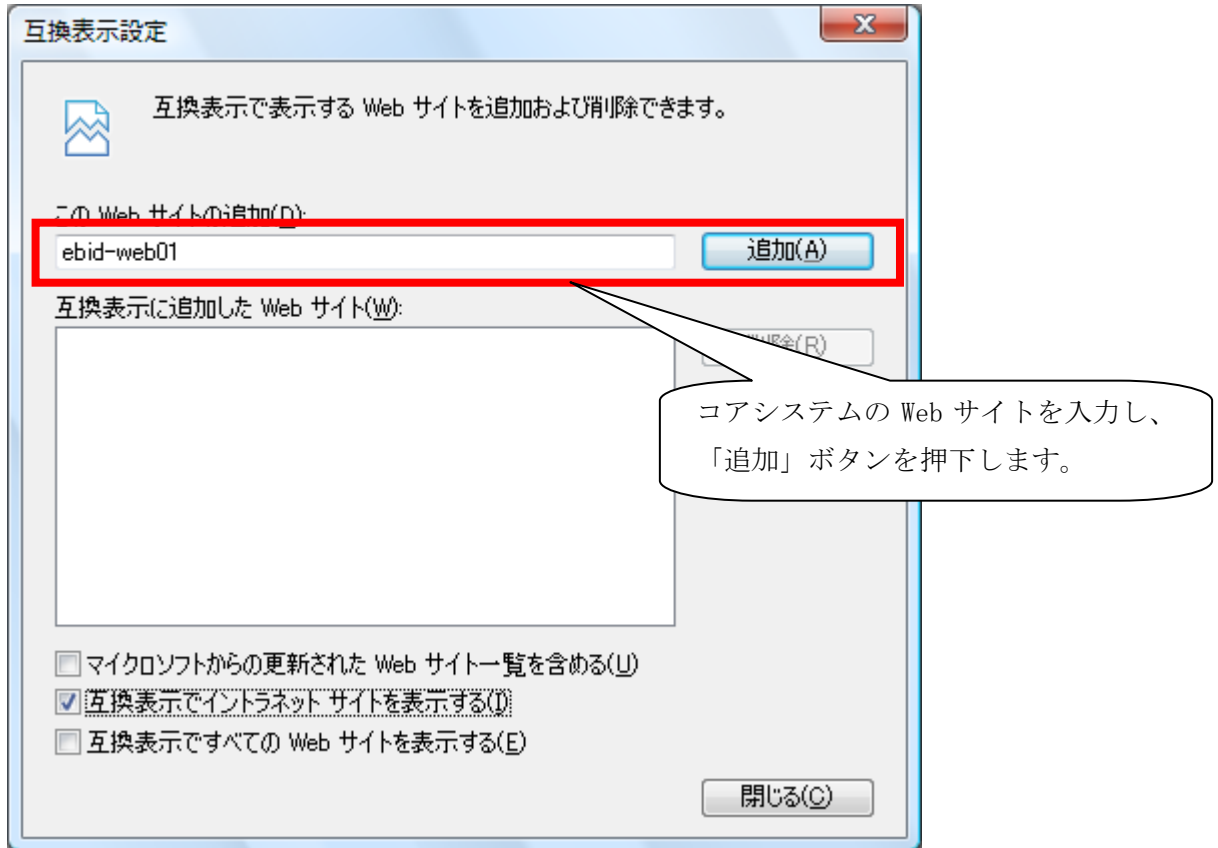 互換表示設定
互換表示で表示する Web サイトを追加および削除できます。
この Web サイトの追加(D):
ebid-web01
追加(A)
互換表示に追加した Web サイト(W):
削除(R)
コアシステムの Web サイトを入力し、
「追加」ボタンを押下します。
マイクロソフトからの更新された Web サイト一覧を含める(U)
互換表示でイントラネット サイトを表示する(I)
互換表示ですべての Web サイトを表示する(E)
閉じる(C)